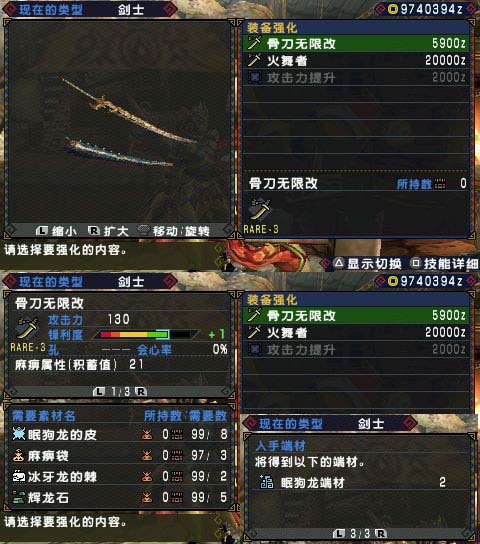 现在的类型 剑士
9740394z
装备强化
骨刀无限改 5900z
火舞者 20000z
攻击力提升
骨刀无限改 所持数 0
RARE-3
L 缩小 R 扩大 移动/旋转
请选择要强化的内容。
△显示切换 □技能详细
现在的类型 剑士
9740394z
骨刀无限改
攻击力 130
锋利度 +1
RARE-3
孔 --- 会心率 0%
麻痹属性(积蓄值) 21
L 1/3 R
装备强化
骨刀无限改 5900z
火舞者 20000z
攻击力提升
需要素材名 所持数/需要数
眠狗龙的皮 0 99/ 8
麻痹袋 0 97/ 3
冰牙龙的棘 0 99/ 2
辉龙石 0 99/ 5
请选择要强化的内容。
现在的类型 剑士
入手端材
将得到以下的端材。
眠狗龙端材 2
L 3/3 R